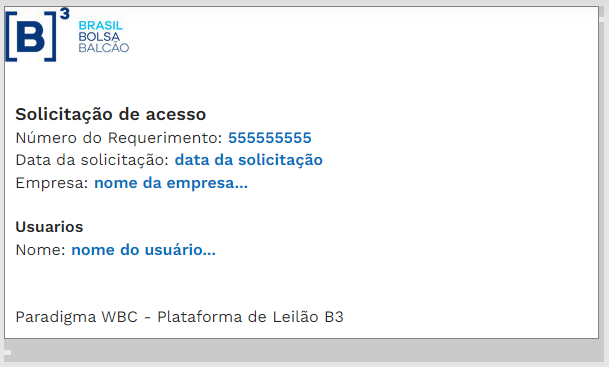 [B]³
BRASIL
BOLSA
BALCÃO
Solicitação de acesso
Número do Requerimento: 555555555
Data da solicitação: data da solicitação
Empresa: nome da empresa...
Usuarios
Nome: nome do usuário...
Paradigma WBC - Plataforma de Leilão B3